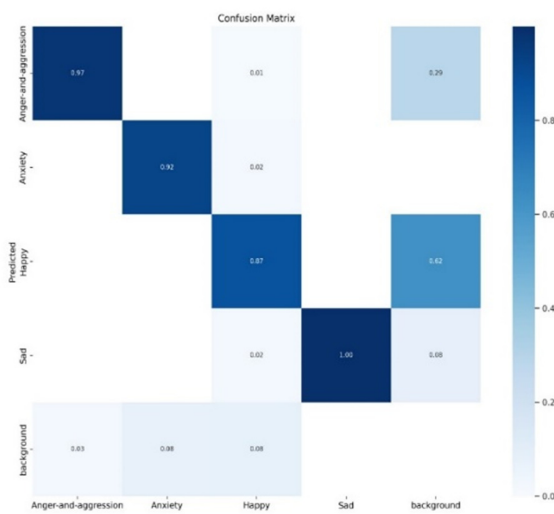 Confusion Matrix
Anger-and-aggression
0.97
0.01
0.29
0.8
Anxiety
0.92
0.02
Predicted
Happy
0.87
0.62
0.6
0.4
Sad
0.02
1.00
0.08
0.2
background
0.03
0.08
0.08
0.0
Anger-and-aggression Anxiety Happy Sad background